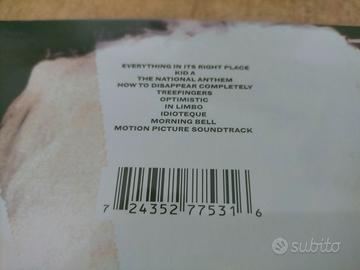 EVERYTHING IN ITS RIGHT PLACE
KID A
THE NATIONAL ANTHEM
HOW TO DISAPPEAR COMPLETELY
TREEFINGERS
OPTIMISTIC
IN LIMBO
IDIOTEQUE
MORNING BELL
MOTION PICTURE SOUNDTRACK
7 24352 77531 6
subito